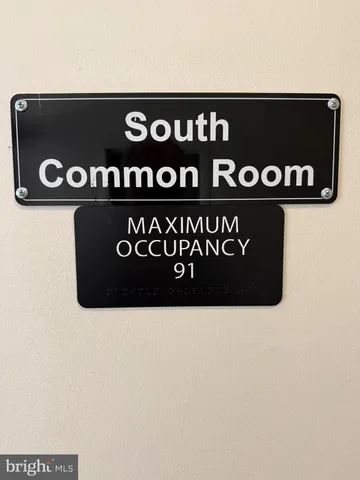 South
Common Room
MAXIMUM
OCCUPANCY
91
bright MLS